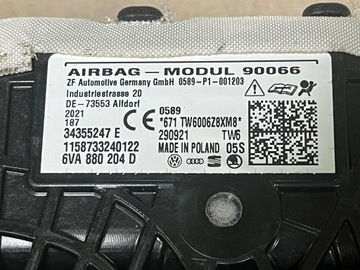 AIRBAG – MODUL 90066
ZF Automotive Germany GmbH 0589-P1-001203
Industriestrasse 20
DE-73553 Alfdorf
2021
187
0589
*671 TW6006Z8XM8*
34355247 E
290921 TW6
1158733240122
MADE IN POLAND 05S
6VA 880 204 D